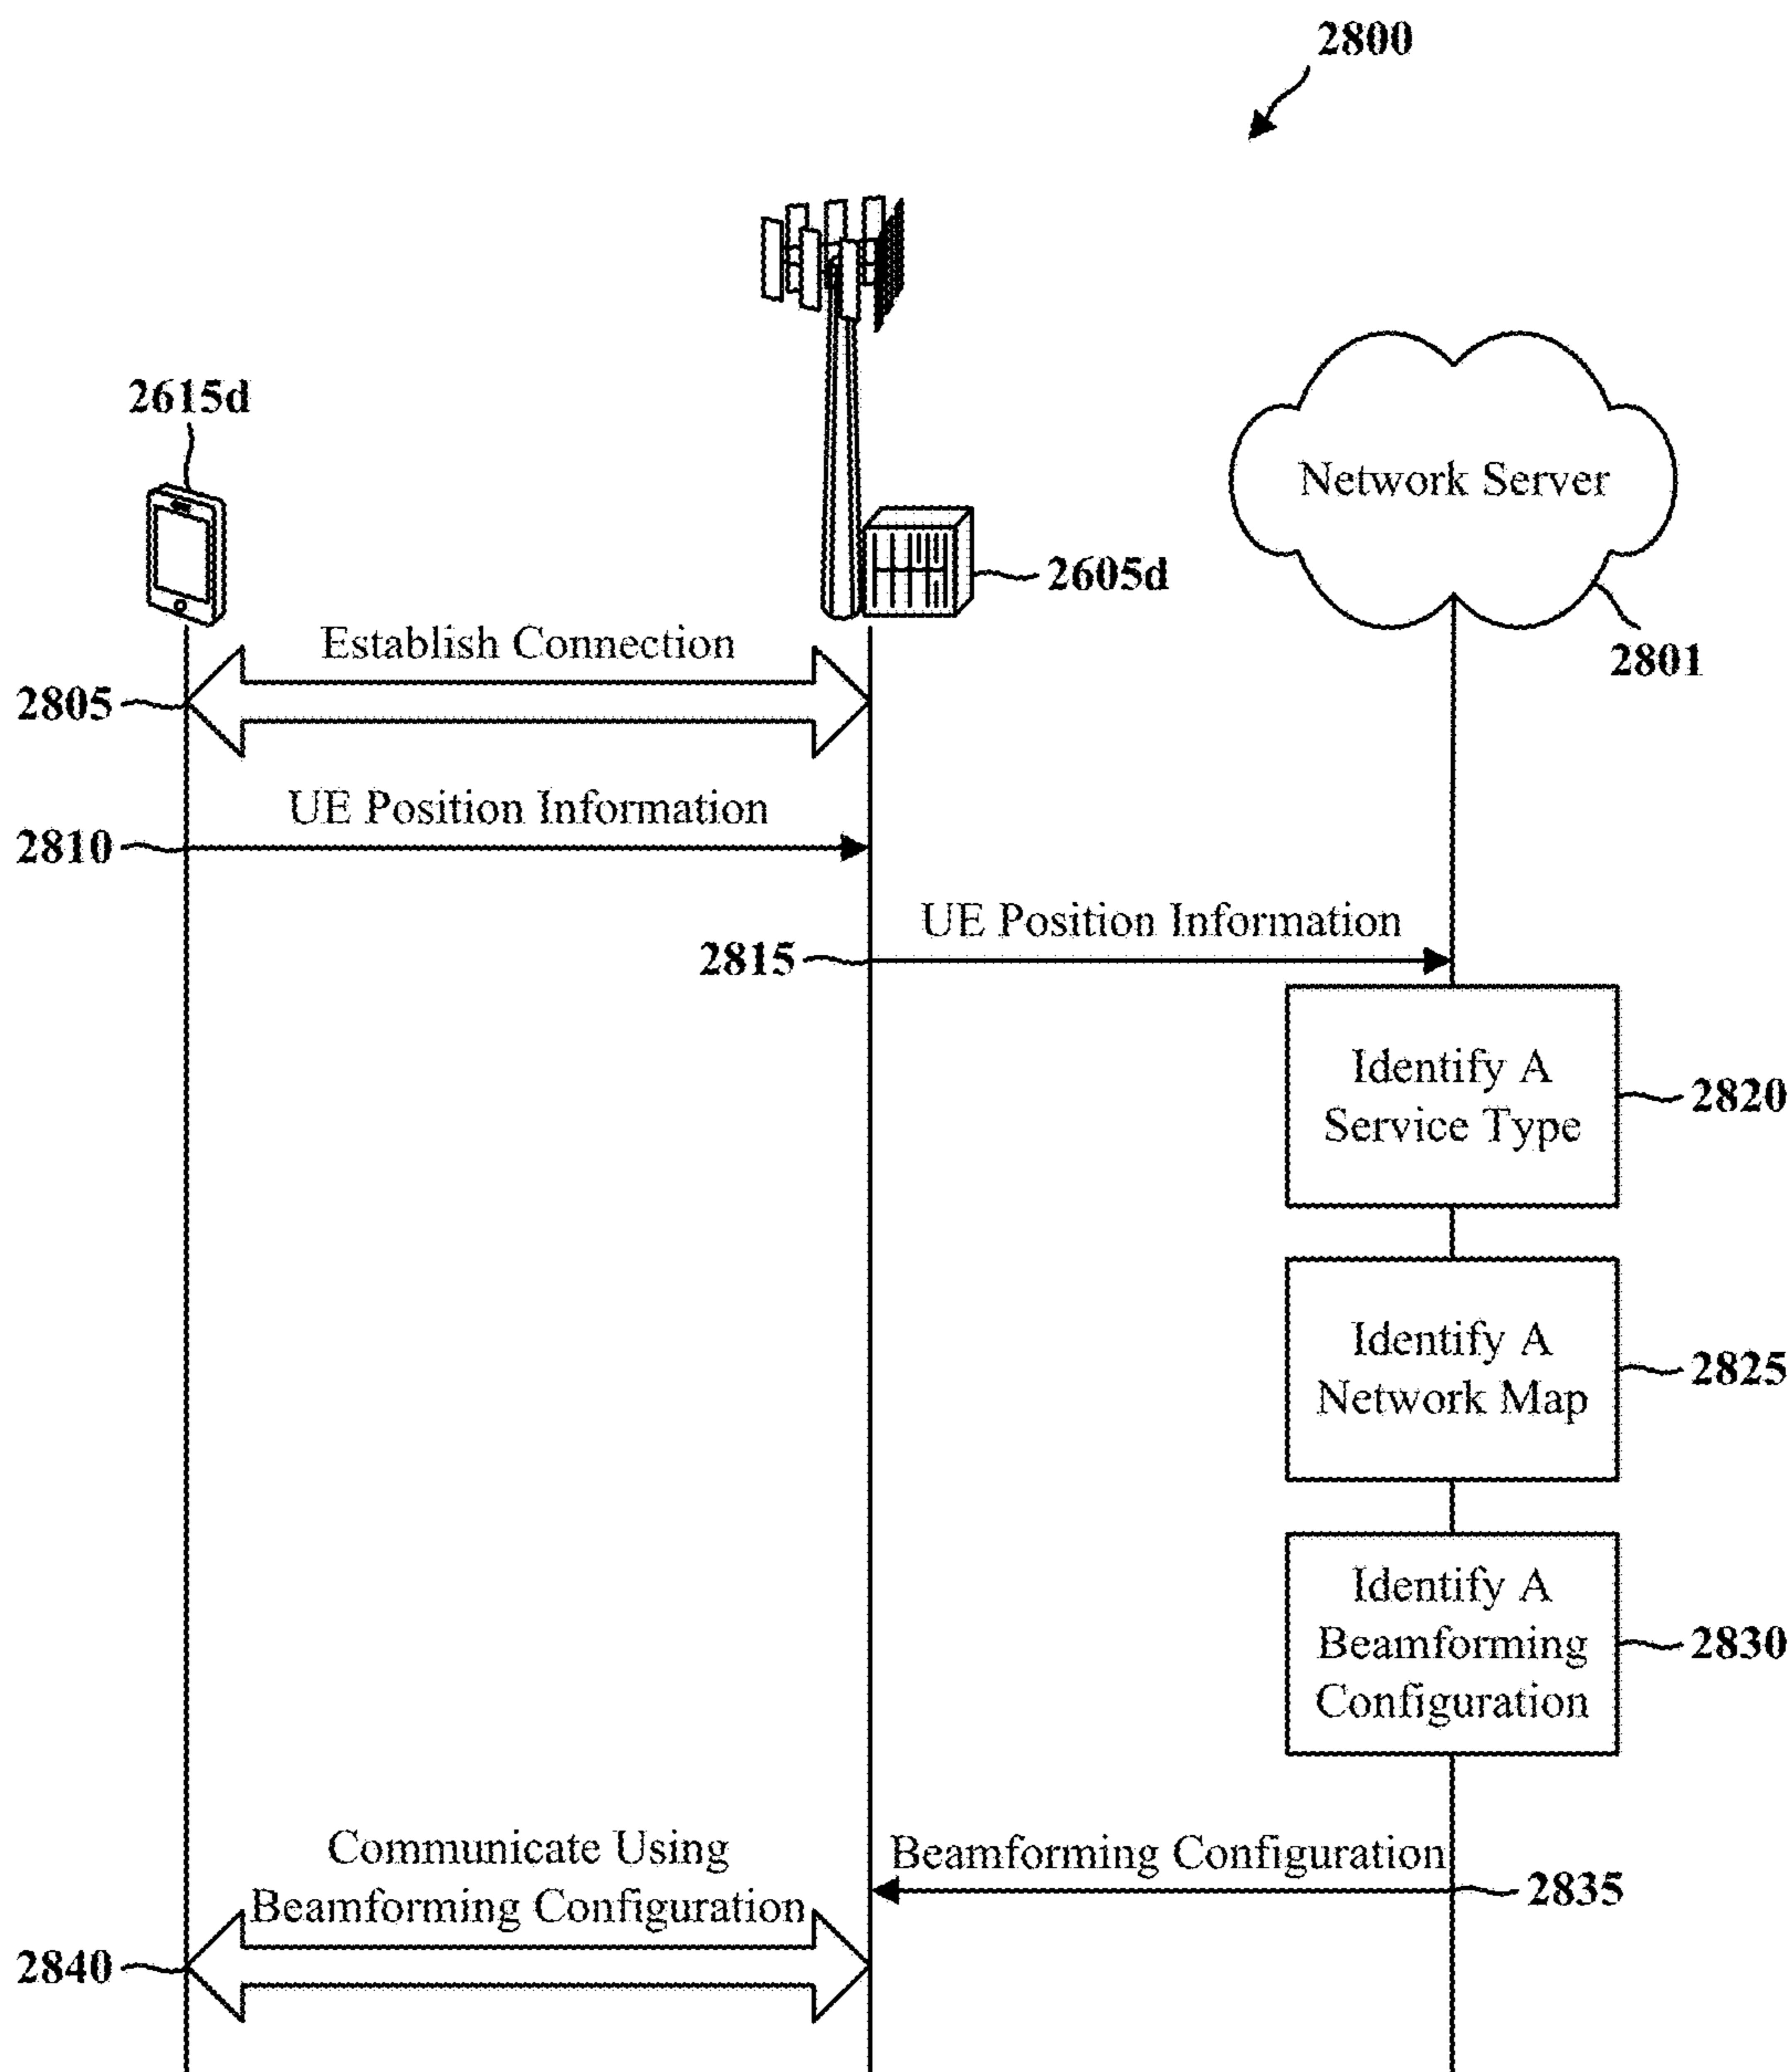 2800
2615d
Network Server
2605d
2801
Establish Connection
2805
UE Position Information
2810
UE Position Information
2815
Identify A
Service Type
2820
Identify A
Network Map
2825
Identify A
Beamforming
Configuration
2830
Communicate Using
Beamforming Configuration
Beamforming Configuration
2835
2840